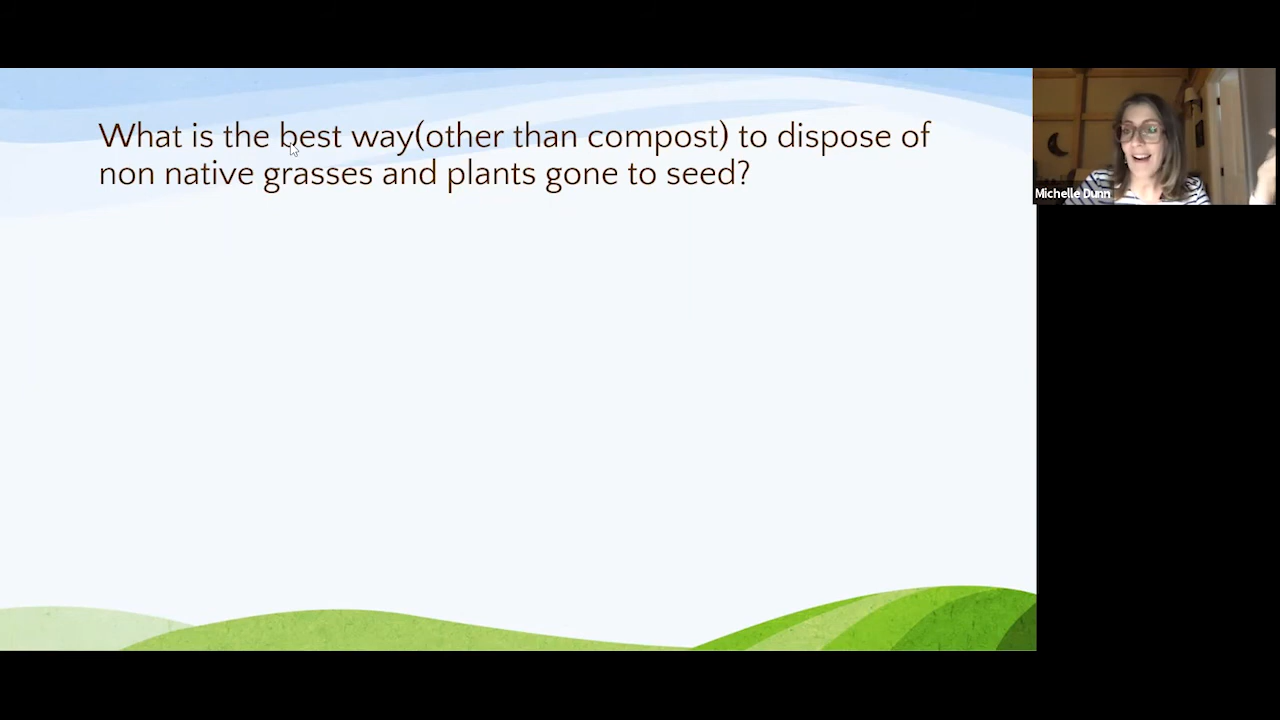 What is the best way(other than compost) to dispose of
non native grasses and plants gone to seed?
Michelle Dunn